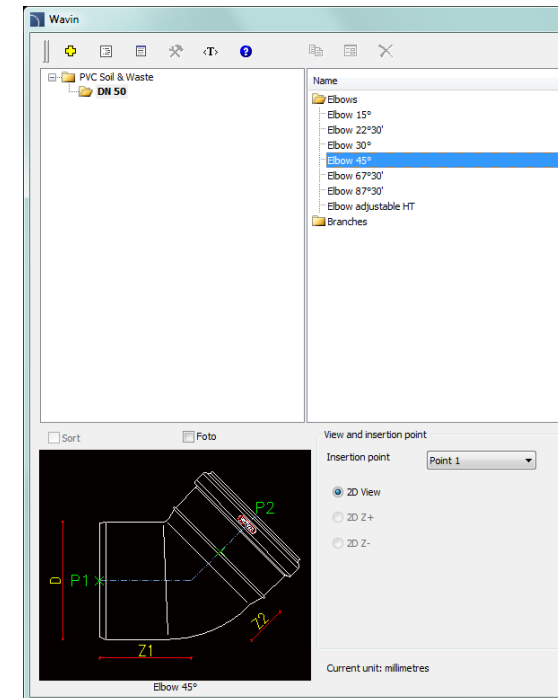 Wavin
‹T›
?
PVC Soil & Waste
DN 50
Name
Elbows
Elbow 15°
Elbow 22°30'
Elbow 30°
Elbow 45°
Elbow 67°30'
Elbow 87°30'
Elbow adjustable HT
Branches
Sort
Foto
View and insertion point
Insertion point
Point 1
2D View
2D Z+
2D Z-
P2
D
P1
Z2
Z1
Elbow 45°
Current unit: millimetres